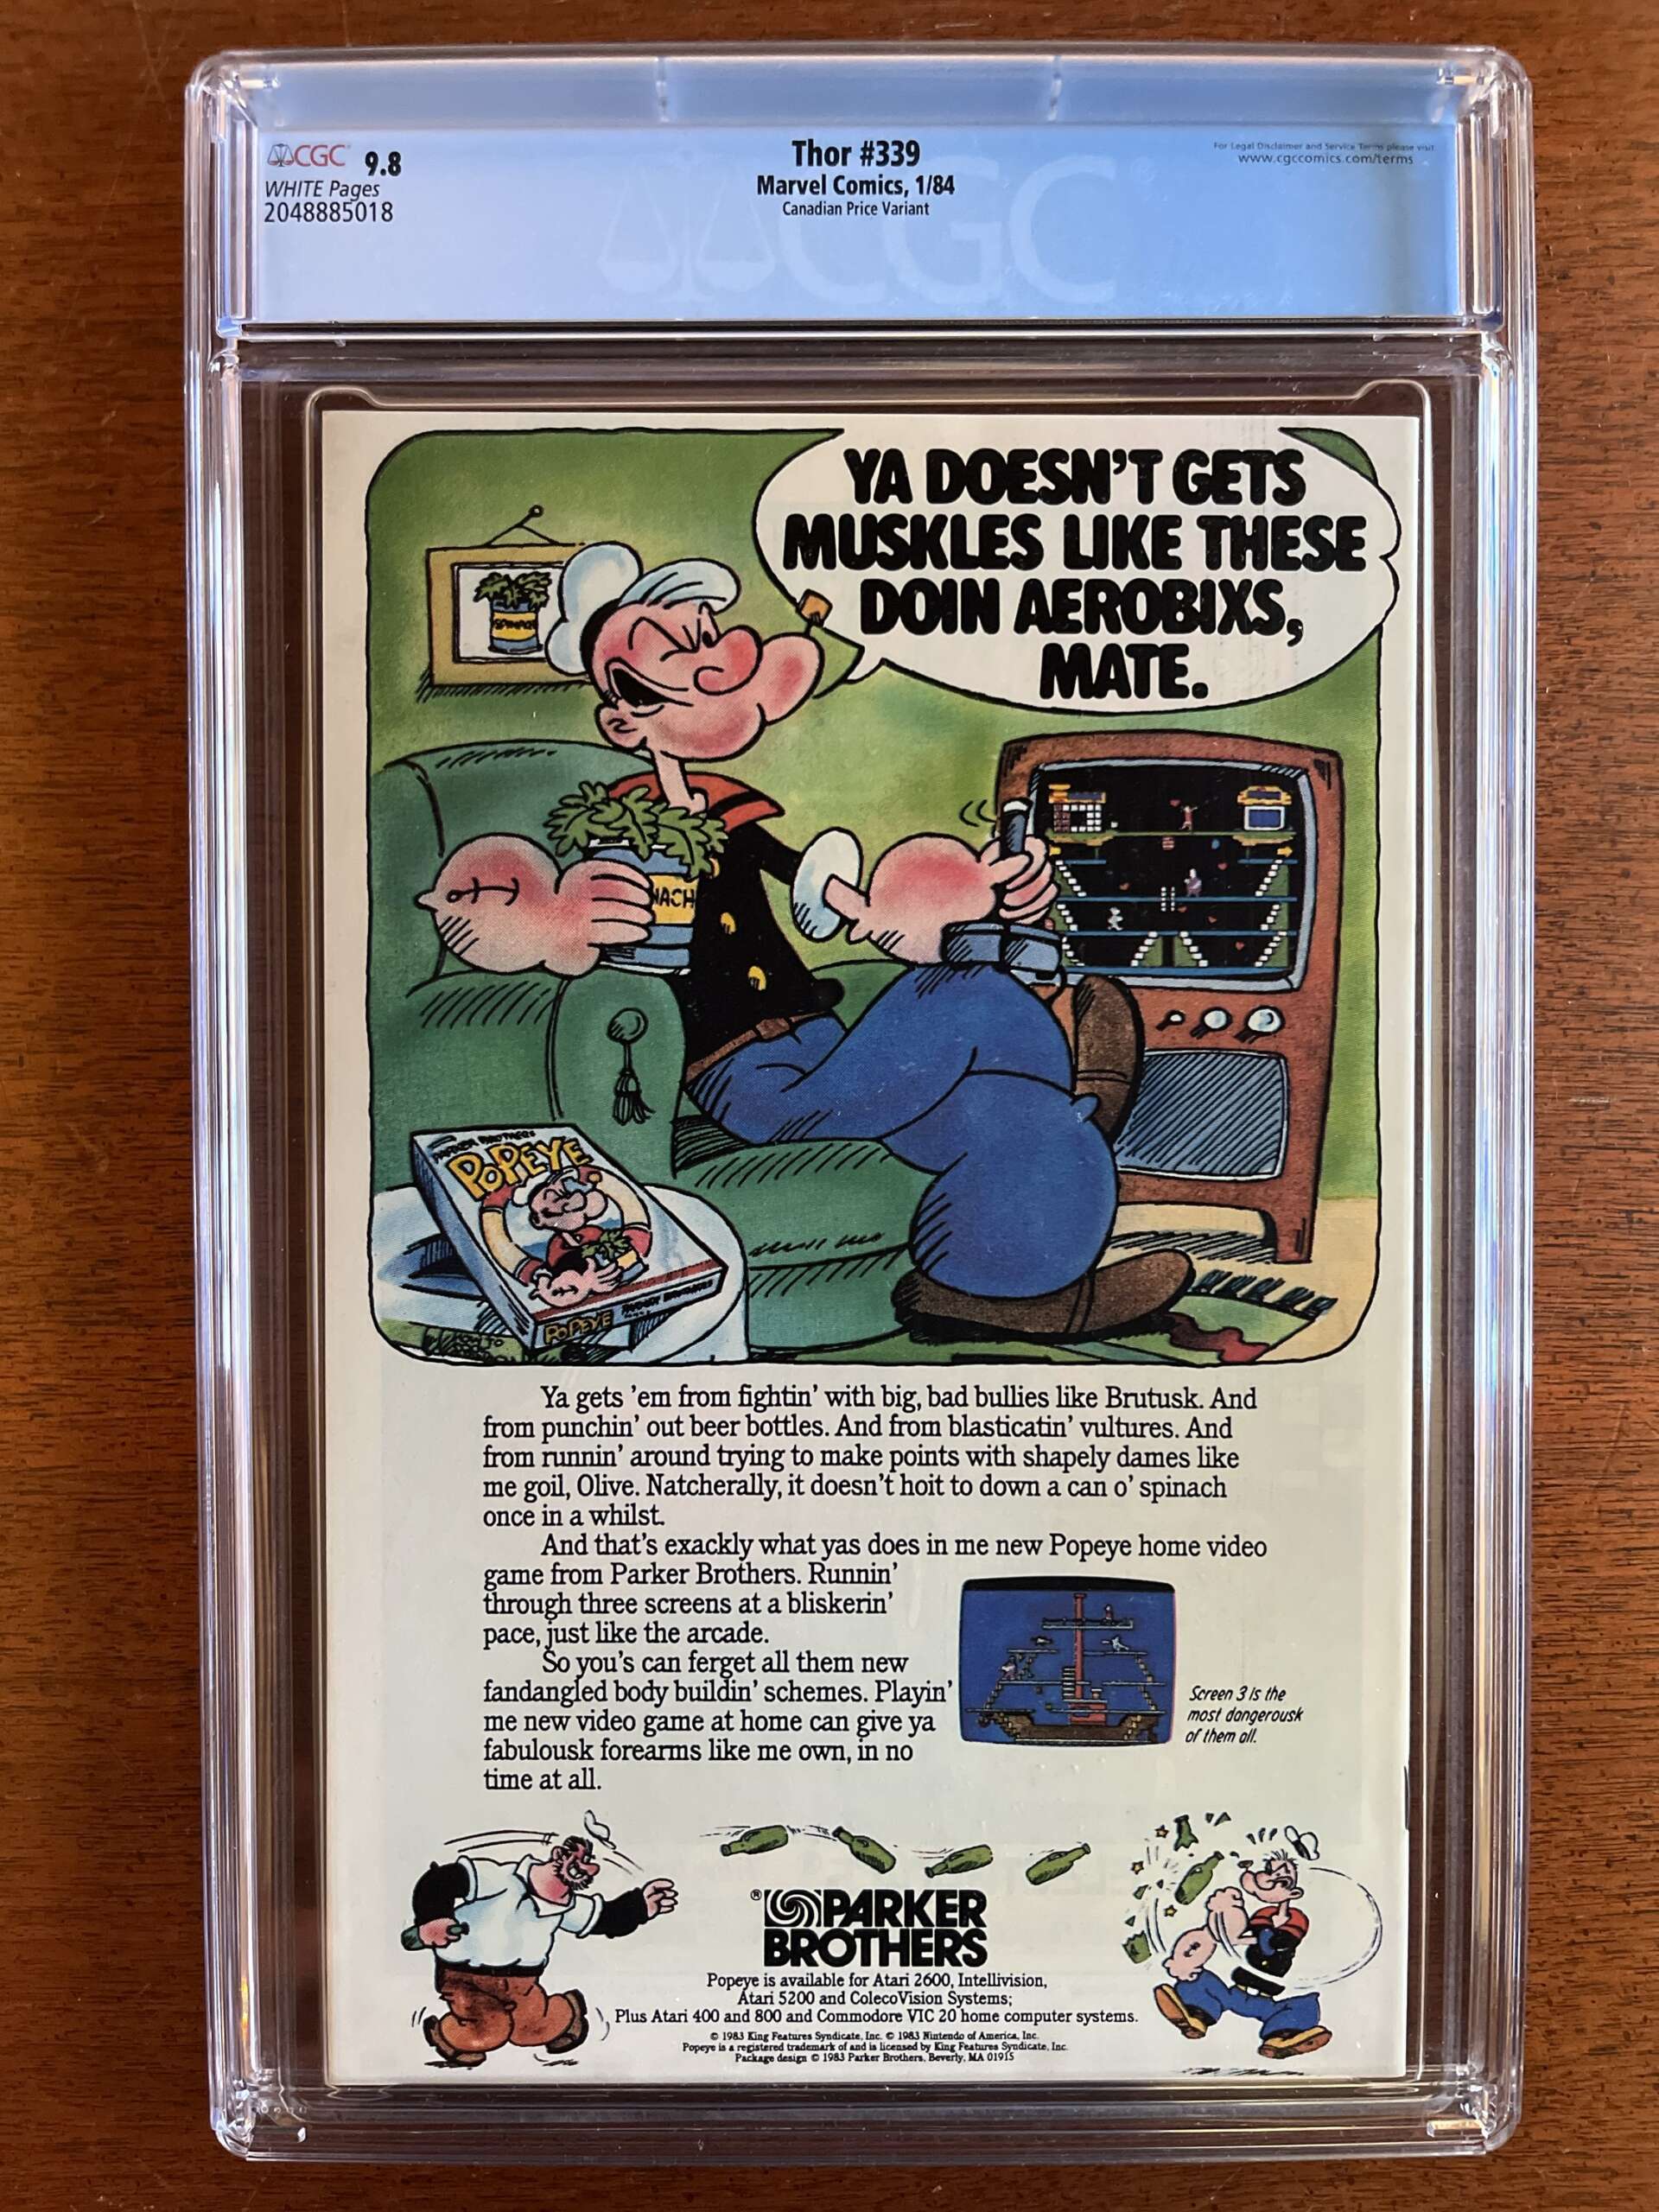 CGC 9.8
WHITE Pages
2048885018
Thor #339
Marvel Comics, 1/84
Canadian Price Variant
For Legal Disclaimer and Service Terms please visit
www.cgccomics.com/terms
CGC
YA DOESN'T GETS
MUSKLES LIKE THESE
DOIN AEROBIXS,
MATE.
SPINACH
NACH
PARKER BROTHERS
POPEYE
POPEYE PARKER BROTHERS
Ya gets 'em from fightin' with big, bad bullies like Brutusk. And
from punchin' out beer bottles. And from blasticatin' vultures. And
from runnin' around trying to make points with shapely dames like
me goil, Olive. Natcherally, it doesn't hoit to down a can o' spinach
once in a whilst.
And that's exackly what yas does in me new Popeye home video
game from Parker Brothers. Runnin'
through three screens at a bliskerin'
pace, just like the arcade.
So you's can ferget all them new
fandangled body buildin' schemes. Playin'
me new video game at home can give ya
fabulousk forearms like me own, in no
time at all.
Screen 3 is the
most dangerousk
of them all.
® PARKER
BROTHERS
Popeye is available for Atari 2600, Intellivision,
Atari 5200 and ColecoVision Systems;
Plus Atari 400 and 800 and Commodore VIC 20 home computer systems.
© 1983 King Features Syndicate, Inc. © 1983 Nintendo of America, Inc.
Popeye is a registered trademark of and is licensed by King Features Syndicate, Inc.
Package design © 1983 Parker Brothers, Beverly, MA 01915